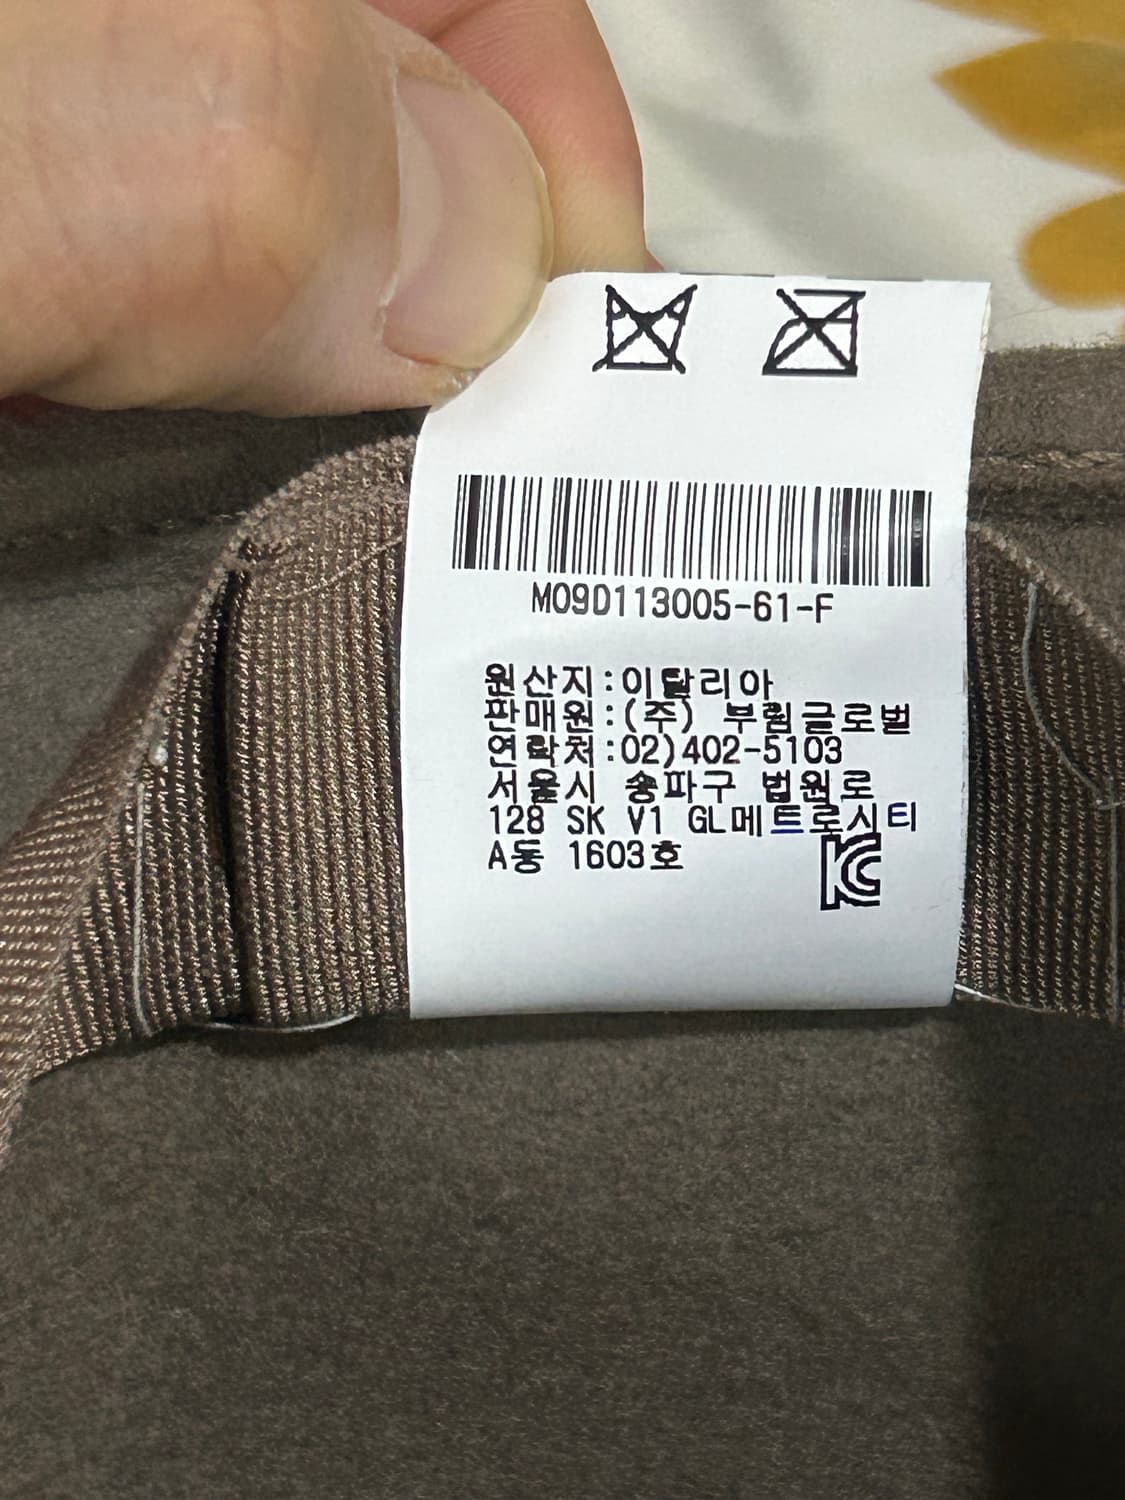 M09D113005-61-F
원산지:이탈리아
판매원:(주) 부림글로벌
연락처:02)402-5103
서울시 송파구 법원로
128 SK V1 GL메트로시티
A동 1603호
KC